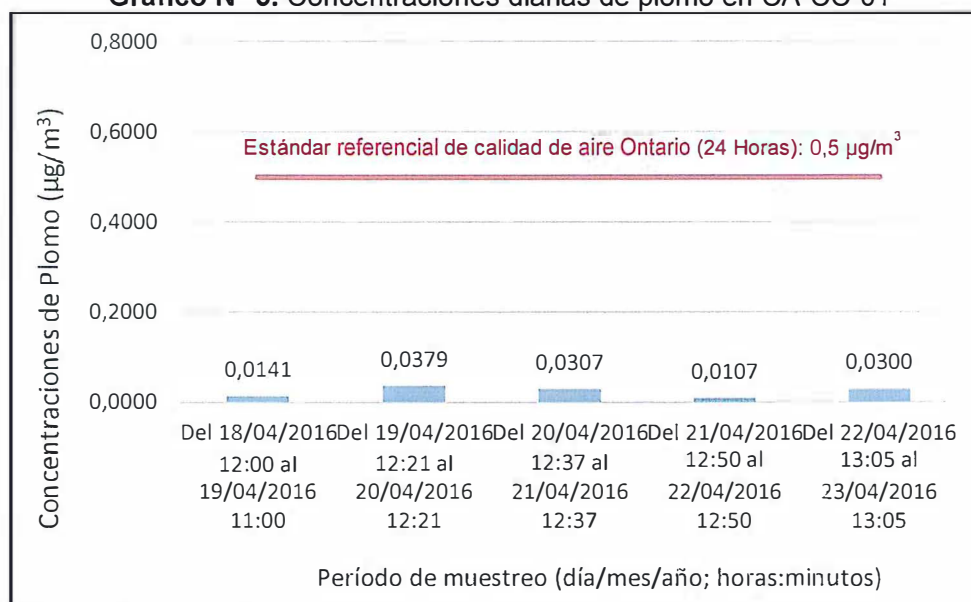 Concentraciones diarias de plomo en
0,8000
0,6000
Estándar referencial de calidad de aire Ontario (24 Horas): 0,5 µg/m³
0,4000
0,2000
0,0000
Concentraciones de Plomo (µg/m³)
0,0141
0,0379
0,0307
0,0107
0,0300
Del 18/04/2016 Del 19/04/2016 Del 20/04/2016 Del 21/04/2016 Del 22/04/2016
12:00 al 12:21 al 12:37 al 12:50 al 13:05 al
19/04/2016 20/04/2016 21/04/2016 22/04/2016 23/04/2016
11:00 12:21 12:37 12:50 13:05
Período de muestreo (día/mes/año; horas:minutos)